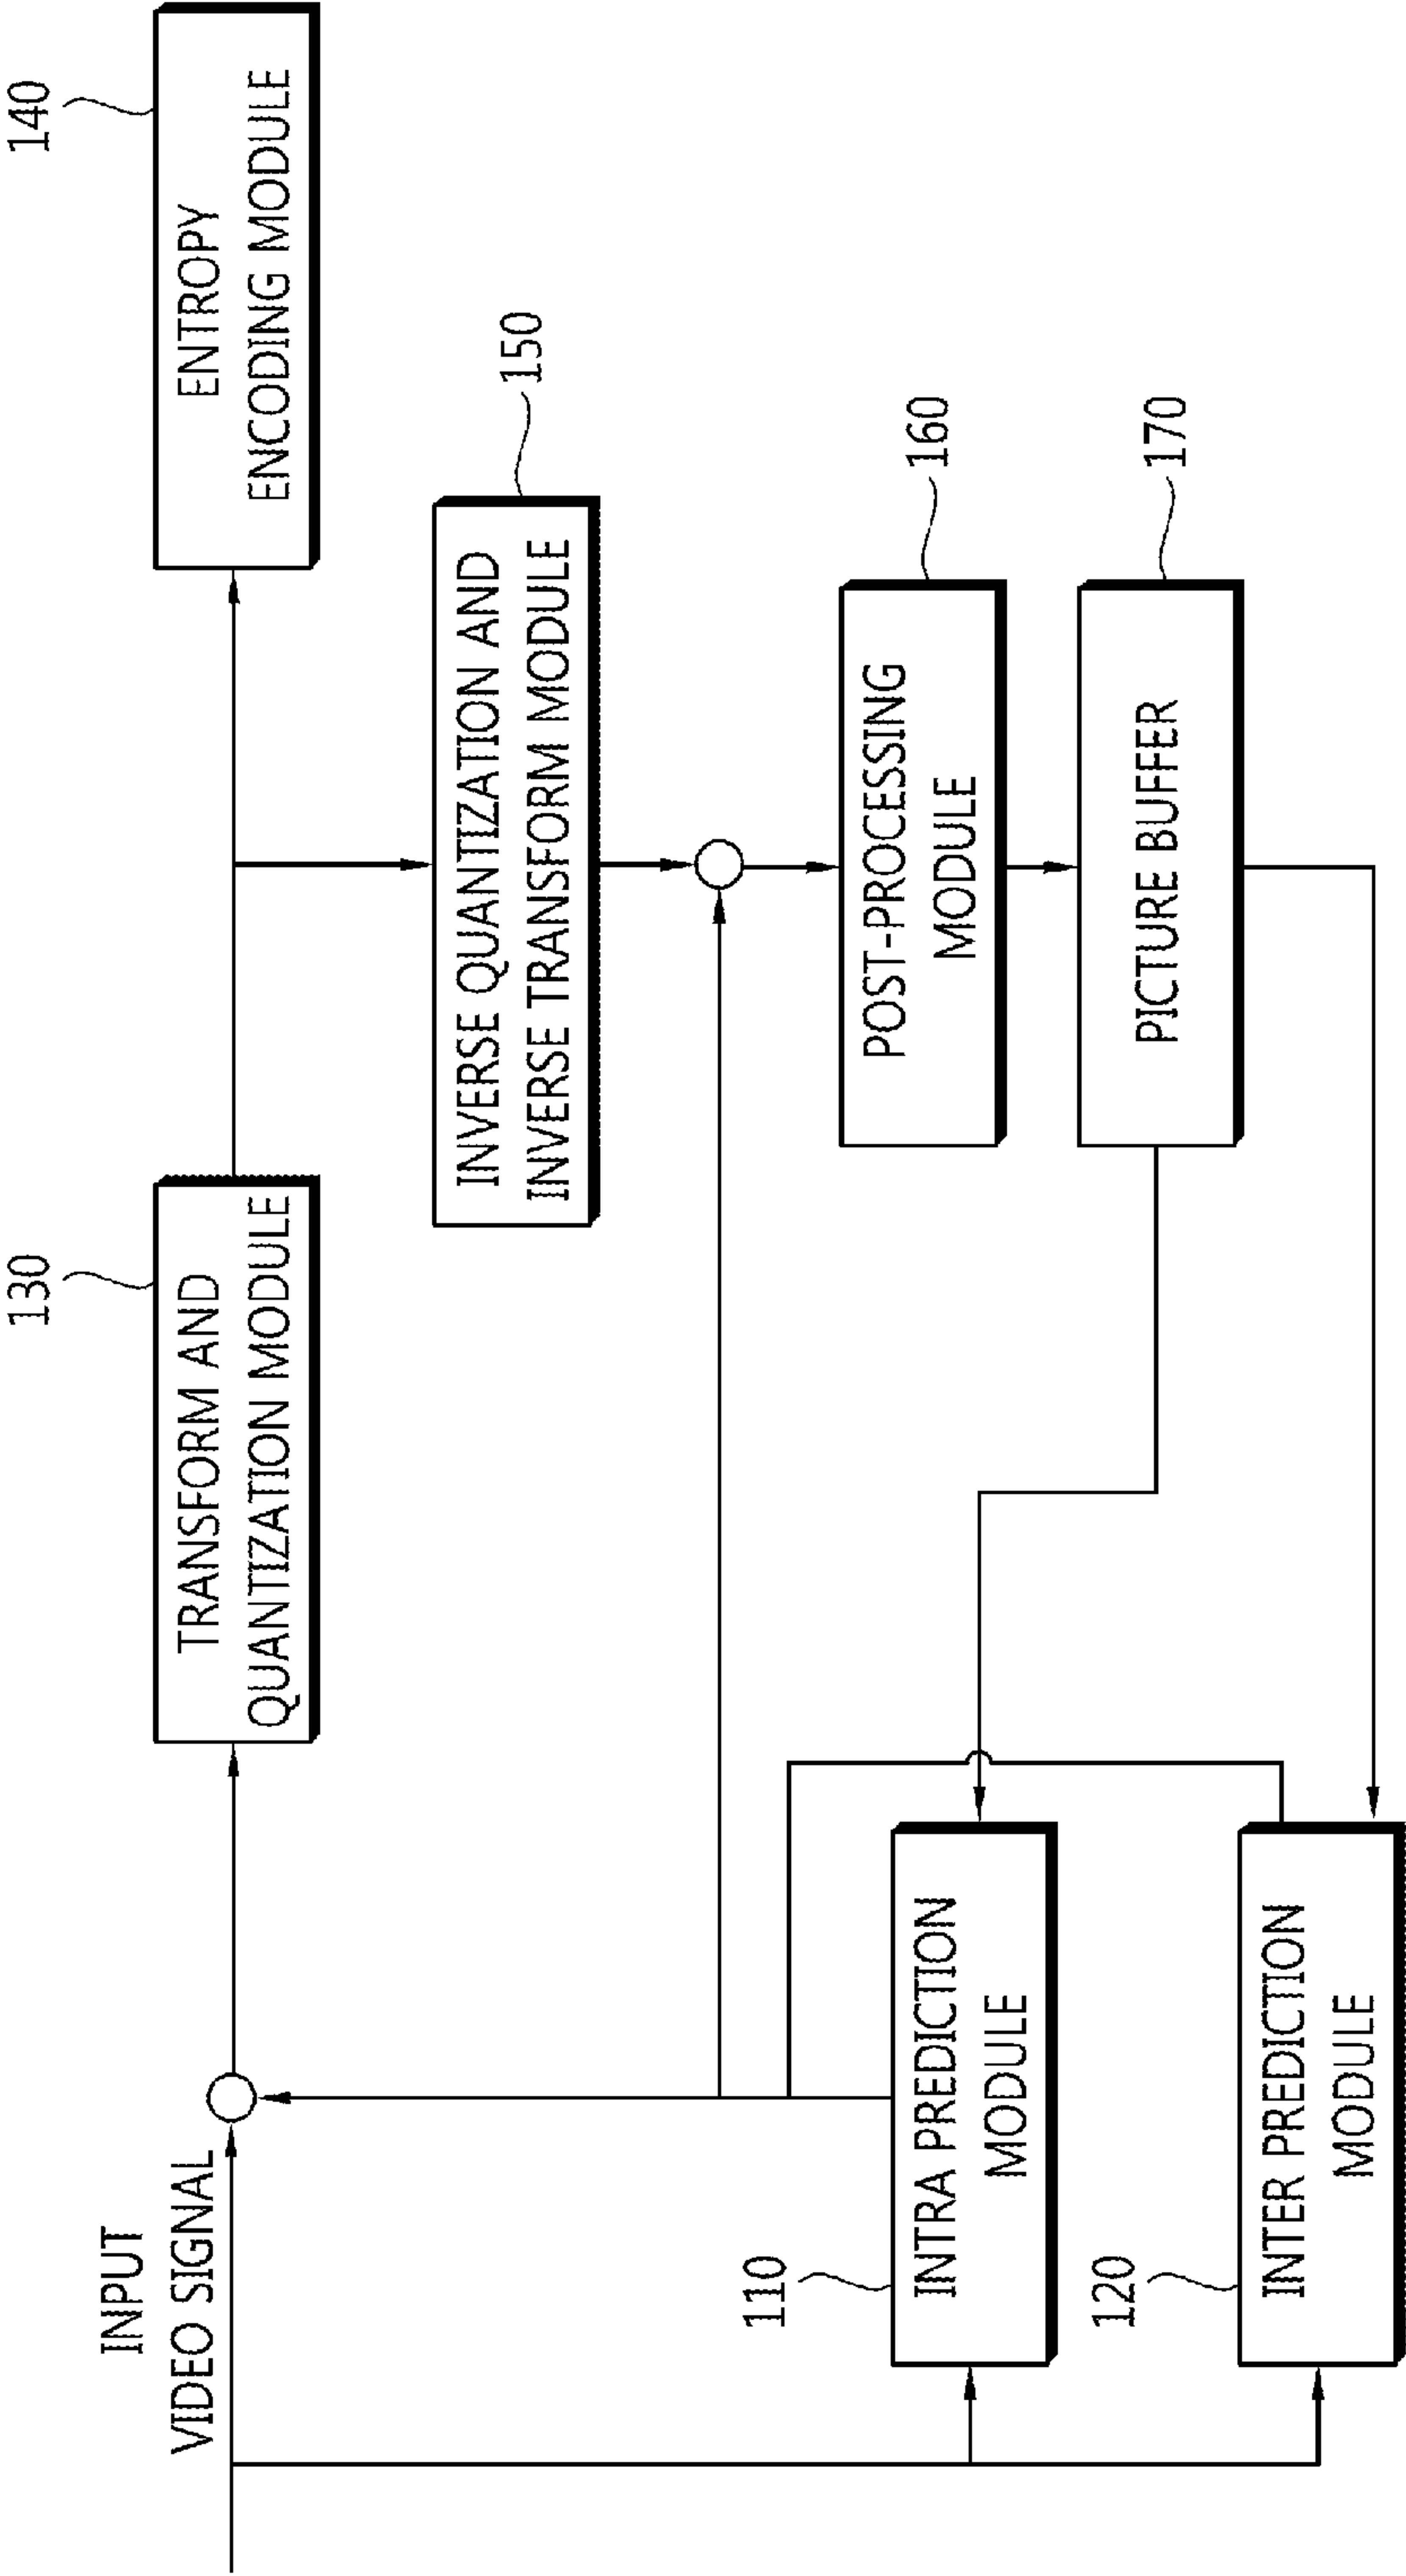 INPUT
VIDEO SIGNAL
130
TRANSFORM AND
QUANTIZATION MODULE
140
ENTROPY
ENCODING MODULE
150
INVERSE QUANTIZATION AND
INVERSE TRANSFORM MODULE
110
INTRA PREDICTION
MODULE
160
POST-PROCESSING
MODULE
120
INTER PREDICTION
MODULE
170
PICTURE BUFFER